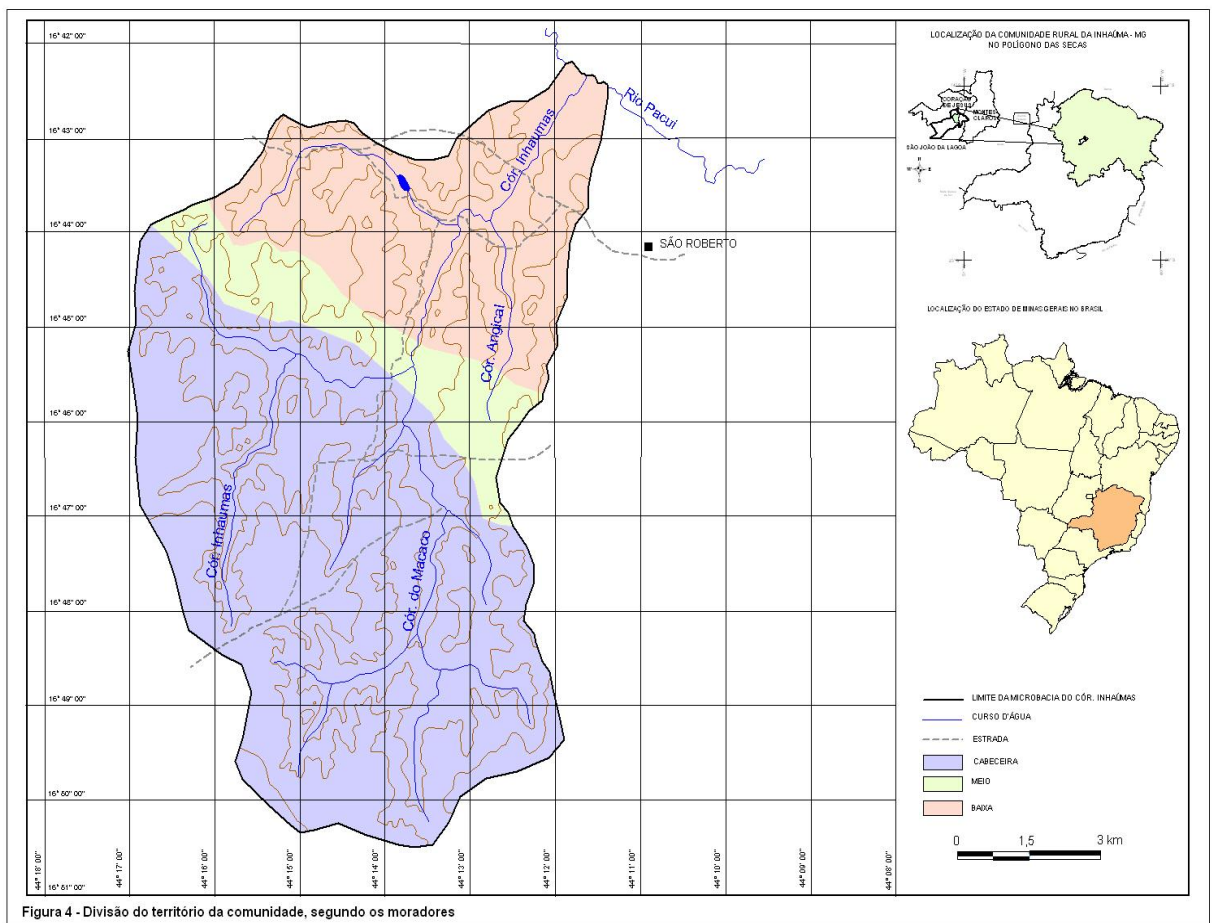 LOCALIZAÇÃO DA COMUNIDADE RURAL DA INHAÚMA - MG
NO POLÍGONO DAS SECAS
CORAÇÃO
DE JESUS
MONTES
CLAROS
SÃO JOÃO DA LAGOA
N
W E
S
LOCALIZAÇÃO DO ESTADO DE MINAS GERAIS NO BRASIL
16° 42' 00"
16° 43' 00"
16° 44' 00"
16° 45' 00"
16° 46' 00"
16° 47' 00"
16° 48' 00"
16° 49' 00"
16° 50' 00"
16° 51' 00"
Rio Pacuí
Cór. Inhaumas
SÃO ROBERTO
Cór. Angical
Cór. Inhaumas
Cór. do Macaco
44° 18' 00"
44° 17' 00"
44° 16' 00"
44° 15' 00"
44° 14' 00"
44° 13' 00"
44° 12' 00"
44° 11' 00"
44° 10' 00"
44° 09' 00"
44° 08' 00"
LIMITE DA MICROBACIA DO CÓR. INHAÚMAS
CURSO D'ÁGUA
ESTRADA
CABECEIRA
MEIO
BAIXA
0 1,5 3 km
Figura 4 - Divisão do território da comunidade, segundo os moradores